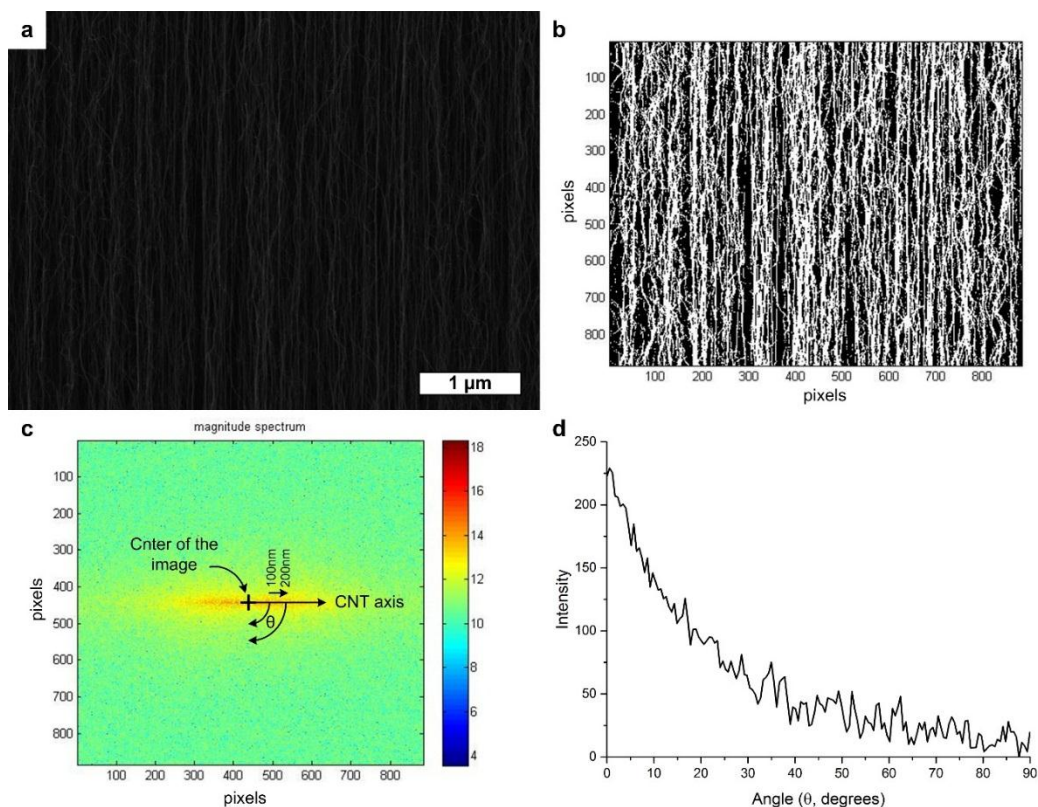 a
1 μm
b
100
200
300
400
500
600
700
800
pixels
100 200 300 400 500 600 700 800
pixels
c
magnitude spectrum
100
200
300
400
500
600
700
800
pixels
Cnter of the
image
100nm
200nm
CNT axis
θ
100 200 300 400 500 600 700 800
pixels
18
16
14
12
10
8
6
4
d
250
200
150
100
50
0
Intensity
0 10 20 30 40 50 60 70 80 90
Angle (θ, degrees)